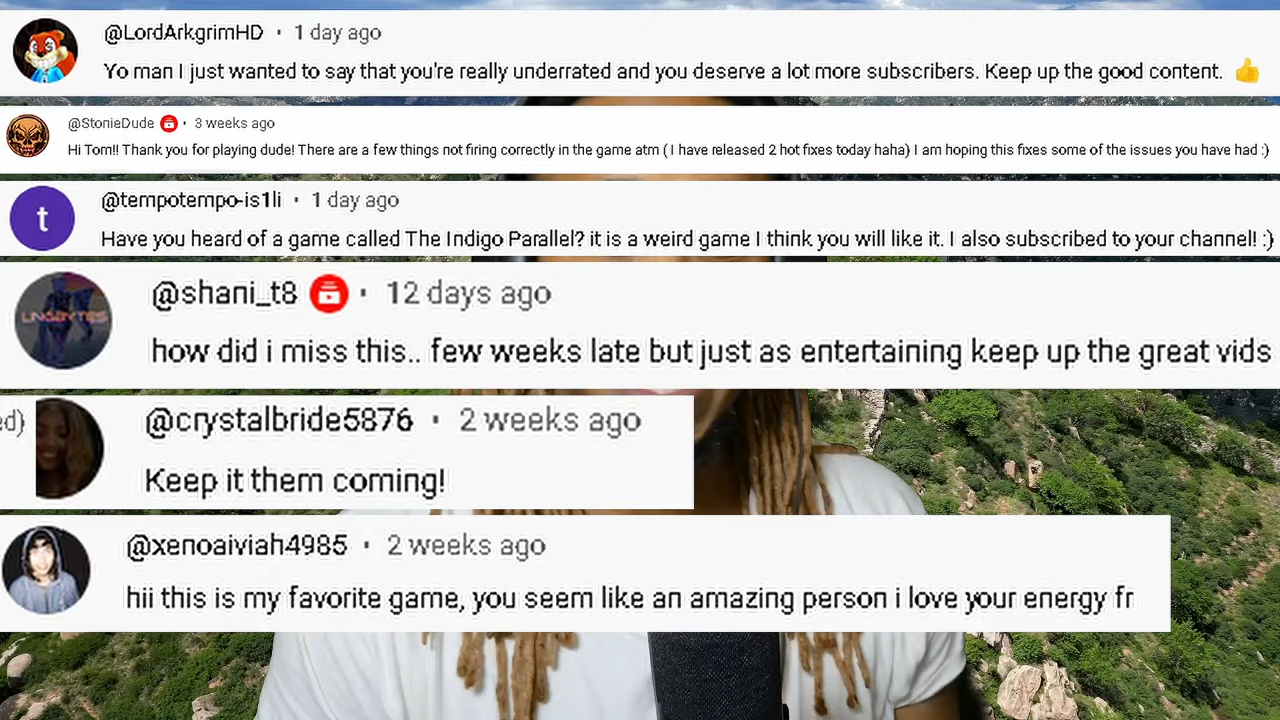 @LordArkgrimHD · 1 day ago
Yo man I just wanted to say that you're really underrated and you deserve a lot more subscribers. Keep up the good content. 👍
@StonieDude · 3 weeks ago
Hi Tom!! Thank you for playing dude! There are a few things not firing correctly in the game atm ( I have released 2 hot fixes today haha) I am hoping this fixes some of the issues you have had :)
t
@tempotempo-is1li · 1 day ago
Have you heard of a game called The Indigo Parallel? it is a weird game I think you will like it. I also subscribed to your channel! :)
@shani_t8 · 12 days ago
how did i miss this.. few weeks late but just as entertaining keep up the great vids
ed)
@crystalbride5876 · 2 weeks ago
Keep it them coming!
@xenoaiviah4985 · 2 weeks ago
hii this is my favorite game, you seem like an amazing person i love your energy fr